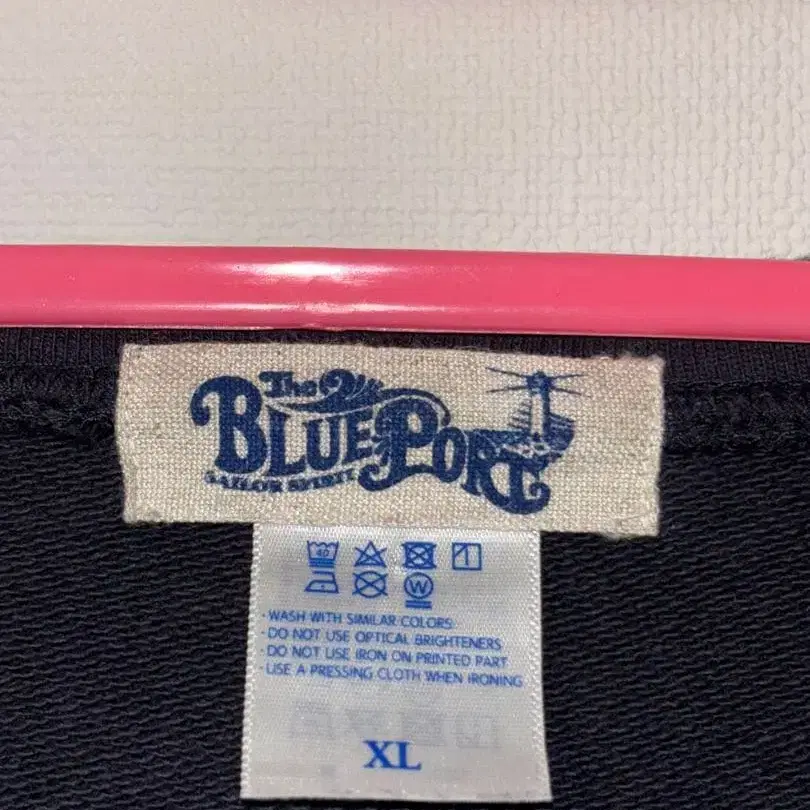 The
BLUE PORT
SAILOR SPIRIT
40
W
· WASH WITH SIMILAR COLORS
· DO NOT USE OPTICAL BRIGHTENERS
· DO NOT USE IRON ON PRINTED PART
· USE A PRESSING CLOTH WHEN IRONING
XL